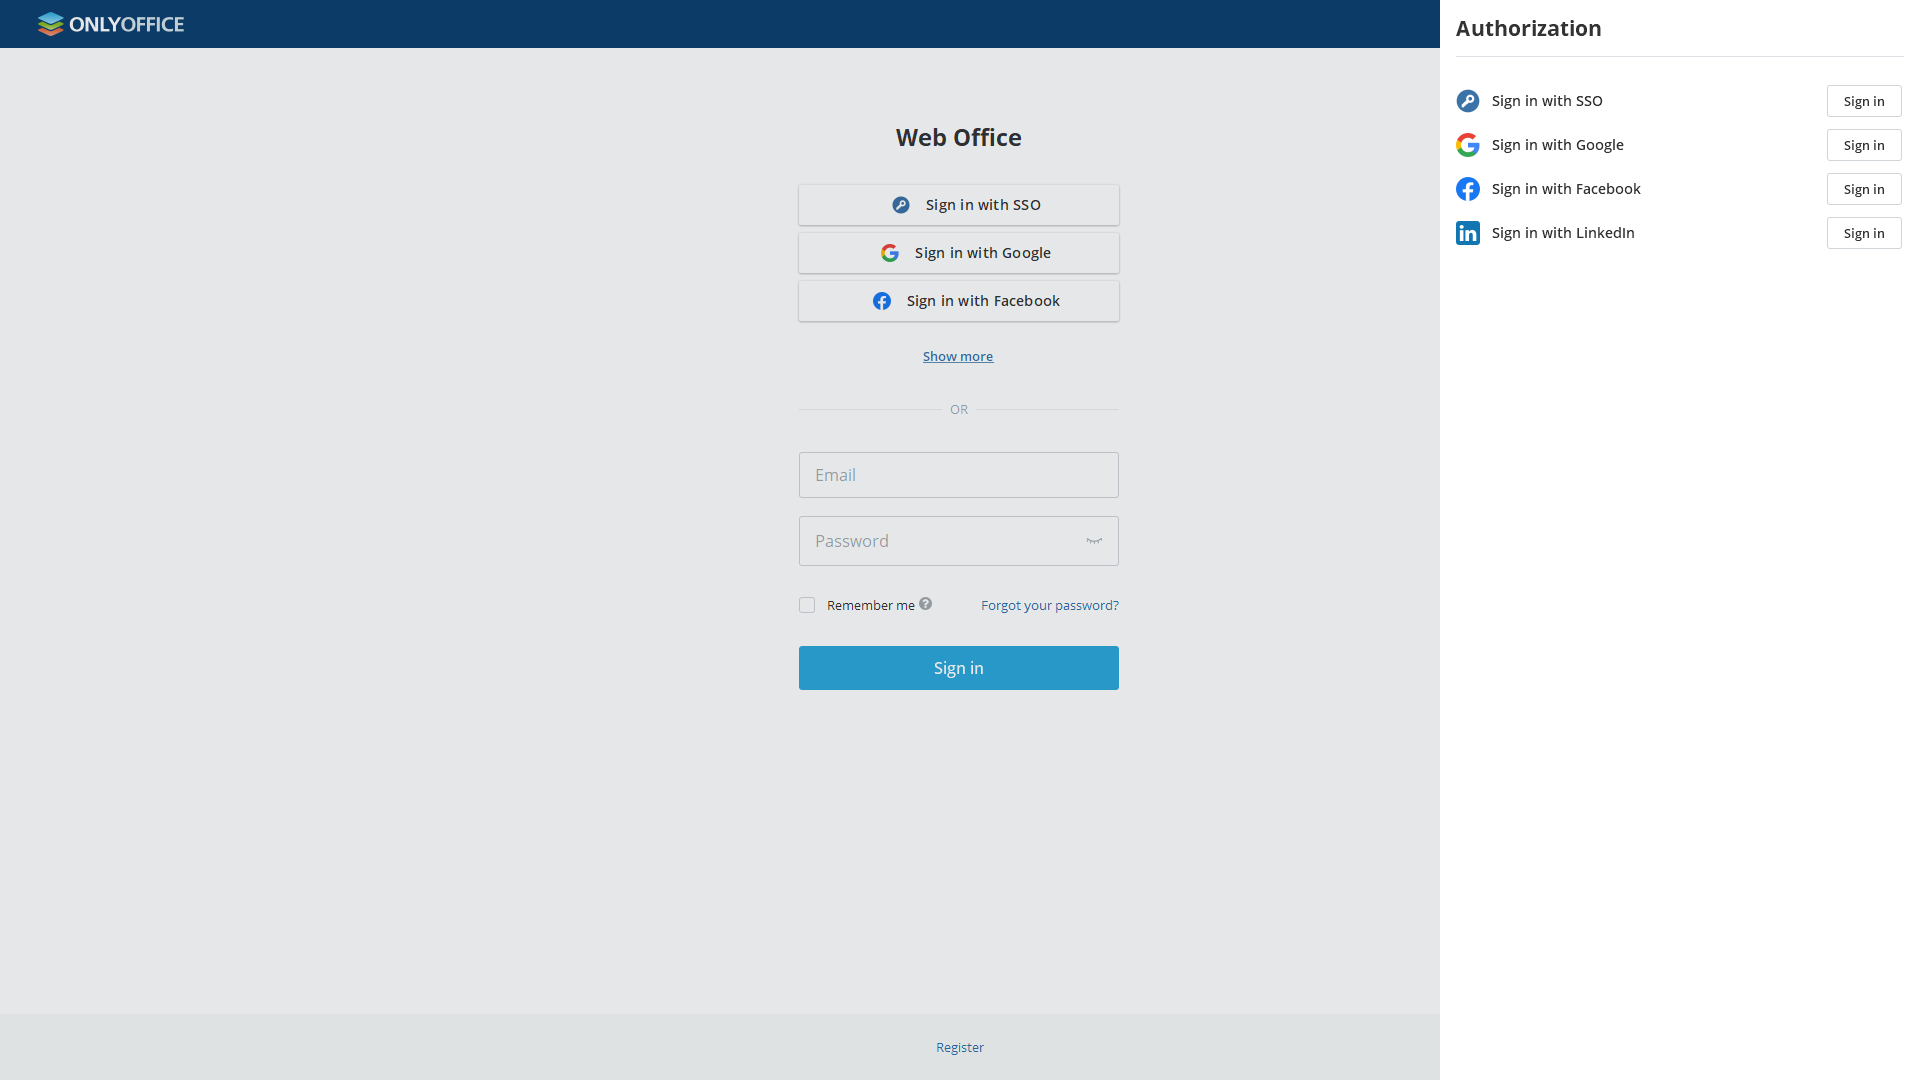 ONLYOFFICE
Web Office
Sign in with SSO
Sign in with Google
Sign in with Facebook
Show more
OR
Email
Password
Remember me ?
Forgot your password?
Sign in
Register
Authorization
Sign in with SSO
Sign in
Sign in with Google
Sign in
Sign in with Facebook
Sign in
Sign in with LinkedIn
Sign in